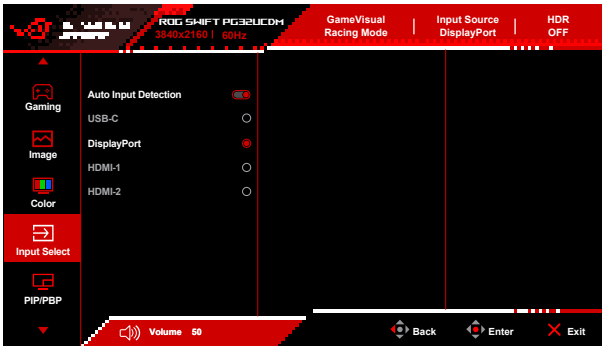 ROG SWIFT PG32UCDM
3840x2160 | 60Hz
GameVisual
Racing Mode
Input Source
DisplayPort
HDR
OFF
Gaming
Image
Color
Input Select
PIP/PBP
Auto Input Detection
USB-C
DisplayPort
HDMI-1
HDMI-2
Volume 50
Back
Enter
Exit